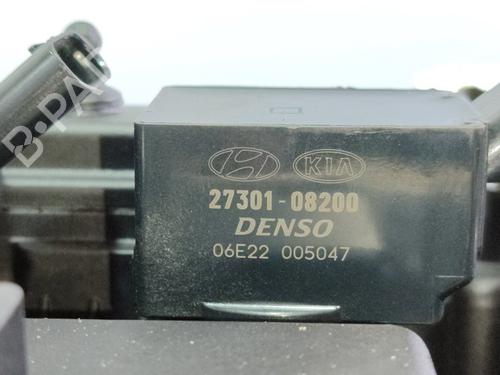 B-PARTS
KIA
27301-08200
DENSO
06E22 005047